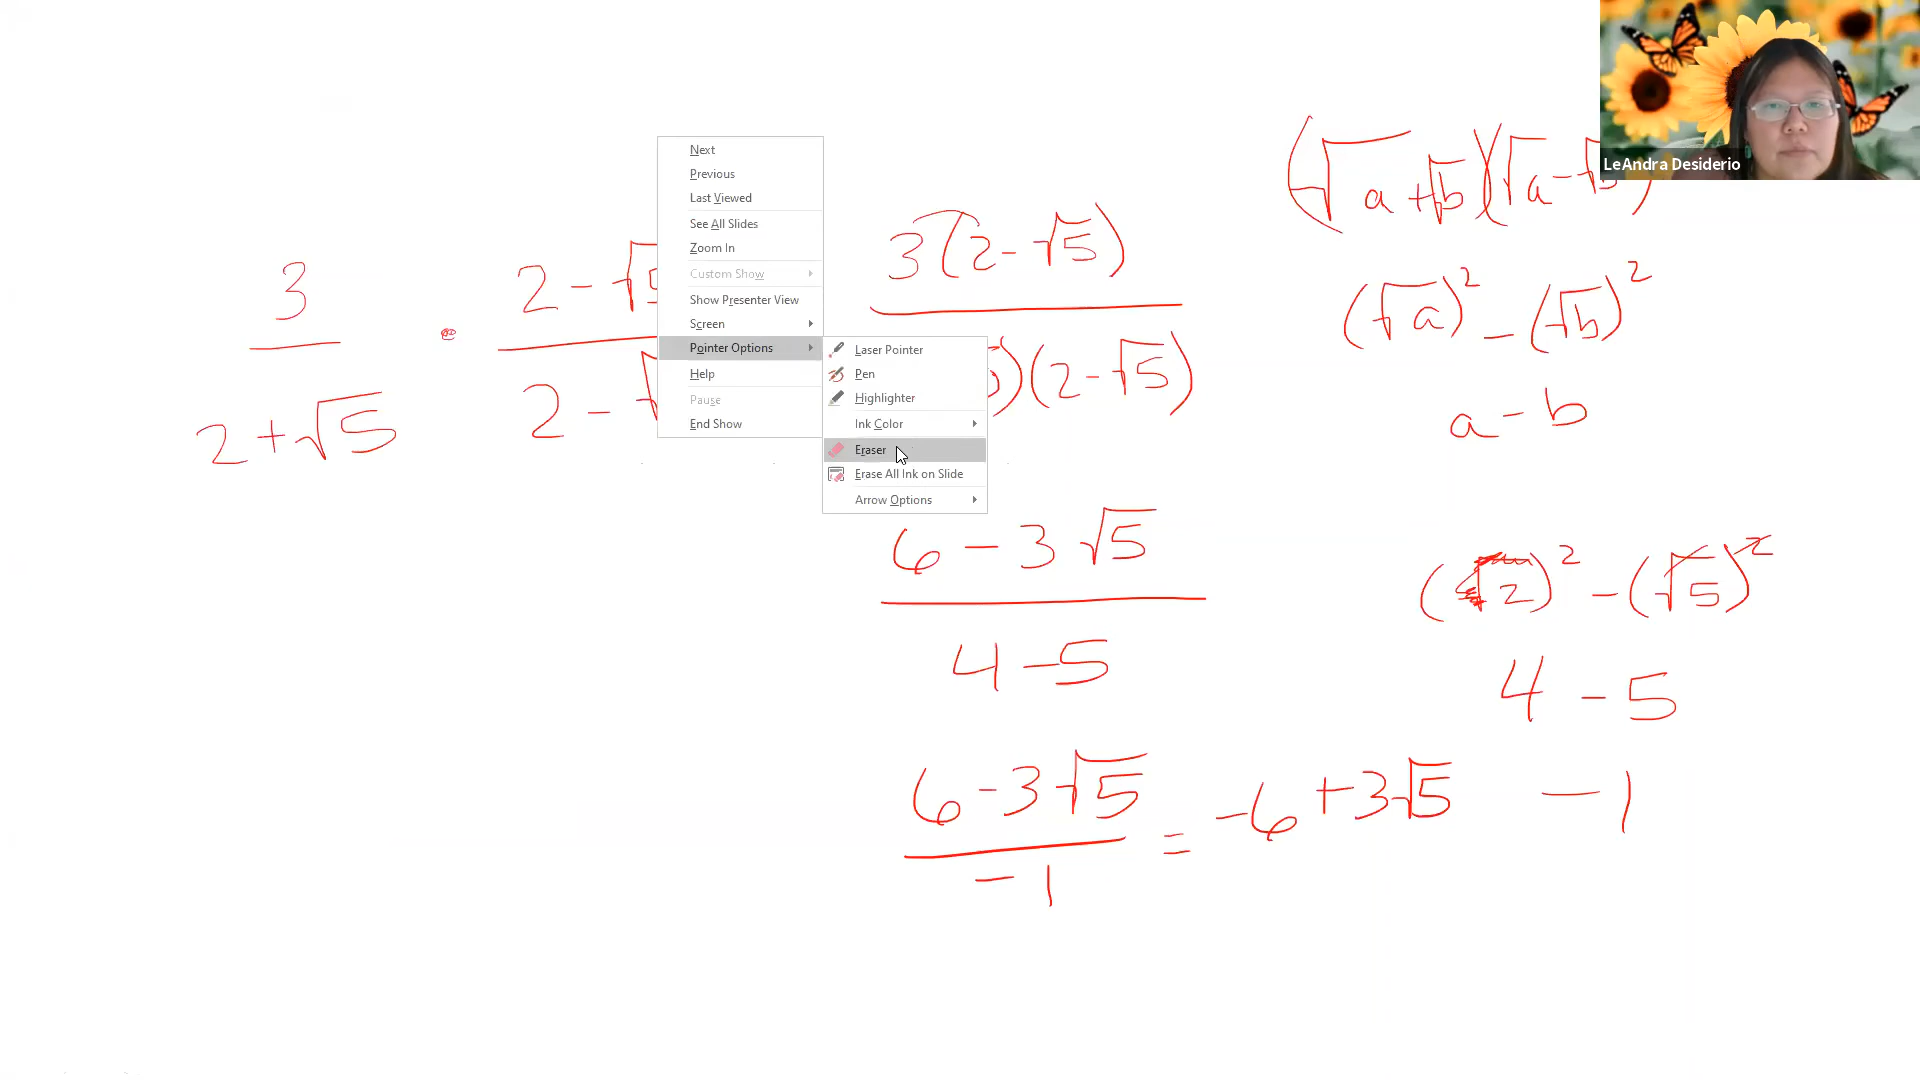 LeAndra Desiderio
Next
Previous
Last Viewed
See All Slides
Zoom In
Custom Show
Show Presenter View
Screen
Pointer Options
Help
Pause
End Show
Laser Pointer
Pen
Highlighter
Ink Color
Eraser
Erase All Ink on Slide
Arrow Options
3
2 + √5
·
2 - √5
2 - √
3(2 - √5)
)(2 - √5)
6 - 3√5
4 - 5
6 - 3√5
- 1
= -6 + 3√5
(√a + √b)(√a - √b)
(√a)² - (√b)²
a - b
(2)² - (√5)²
4 - 5
- 1